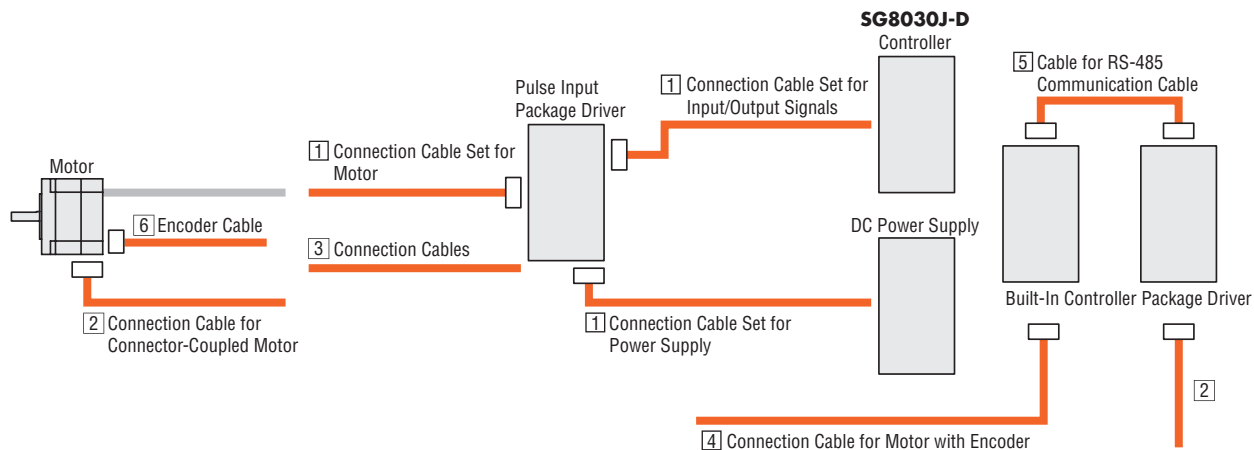 SG8030J-D
Controller
5 Cable for RS-485
Communication Cable
1 Connection Cable Set for
Input/Output Signals
Pulse Input
Package Driver
1 Connection Cable Set for
Motor
Motor
6 Encoder Cable
3 Connection Cables
DC Power Supply
Built-In Controller Package Driver
2 Connection Cable for
Connector-Coupled Motor
1 Connection Cable Set for
Power Supply
2
4 Connection Cable for Motor with Encoder